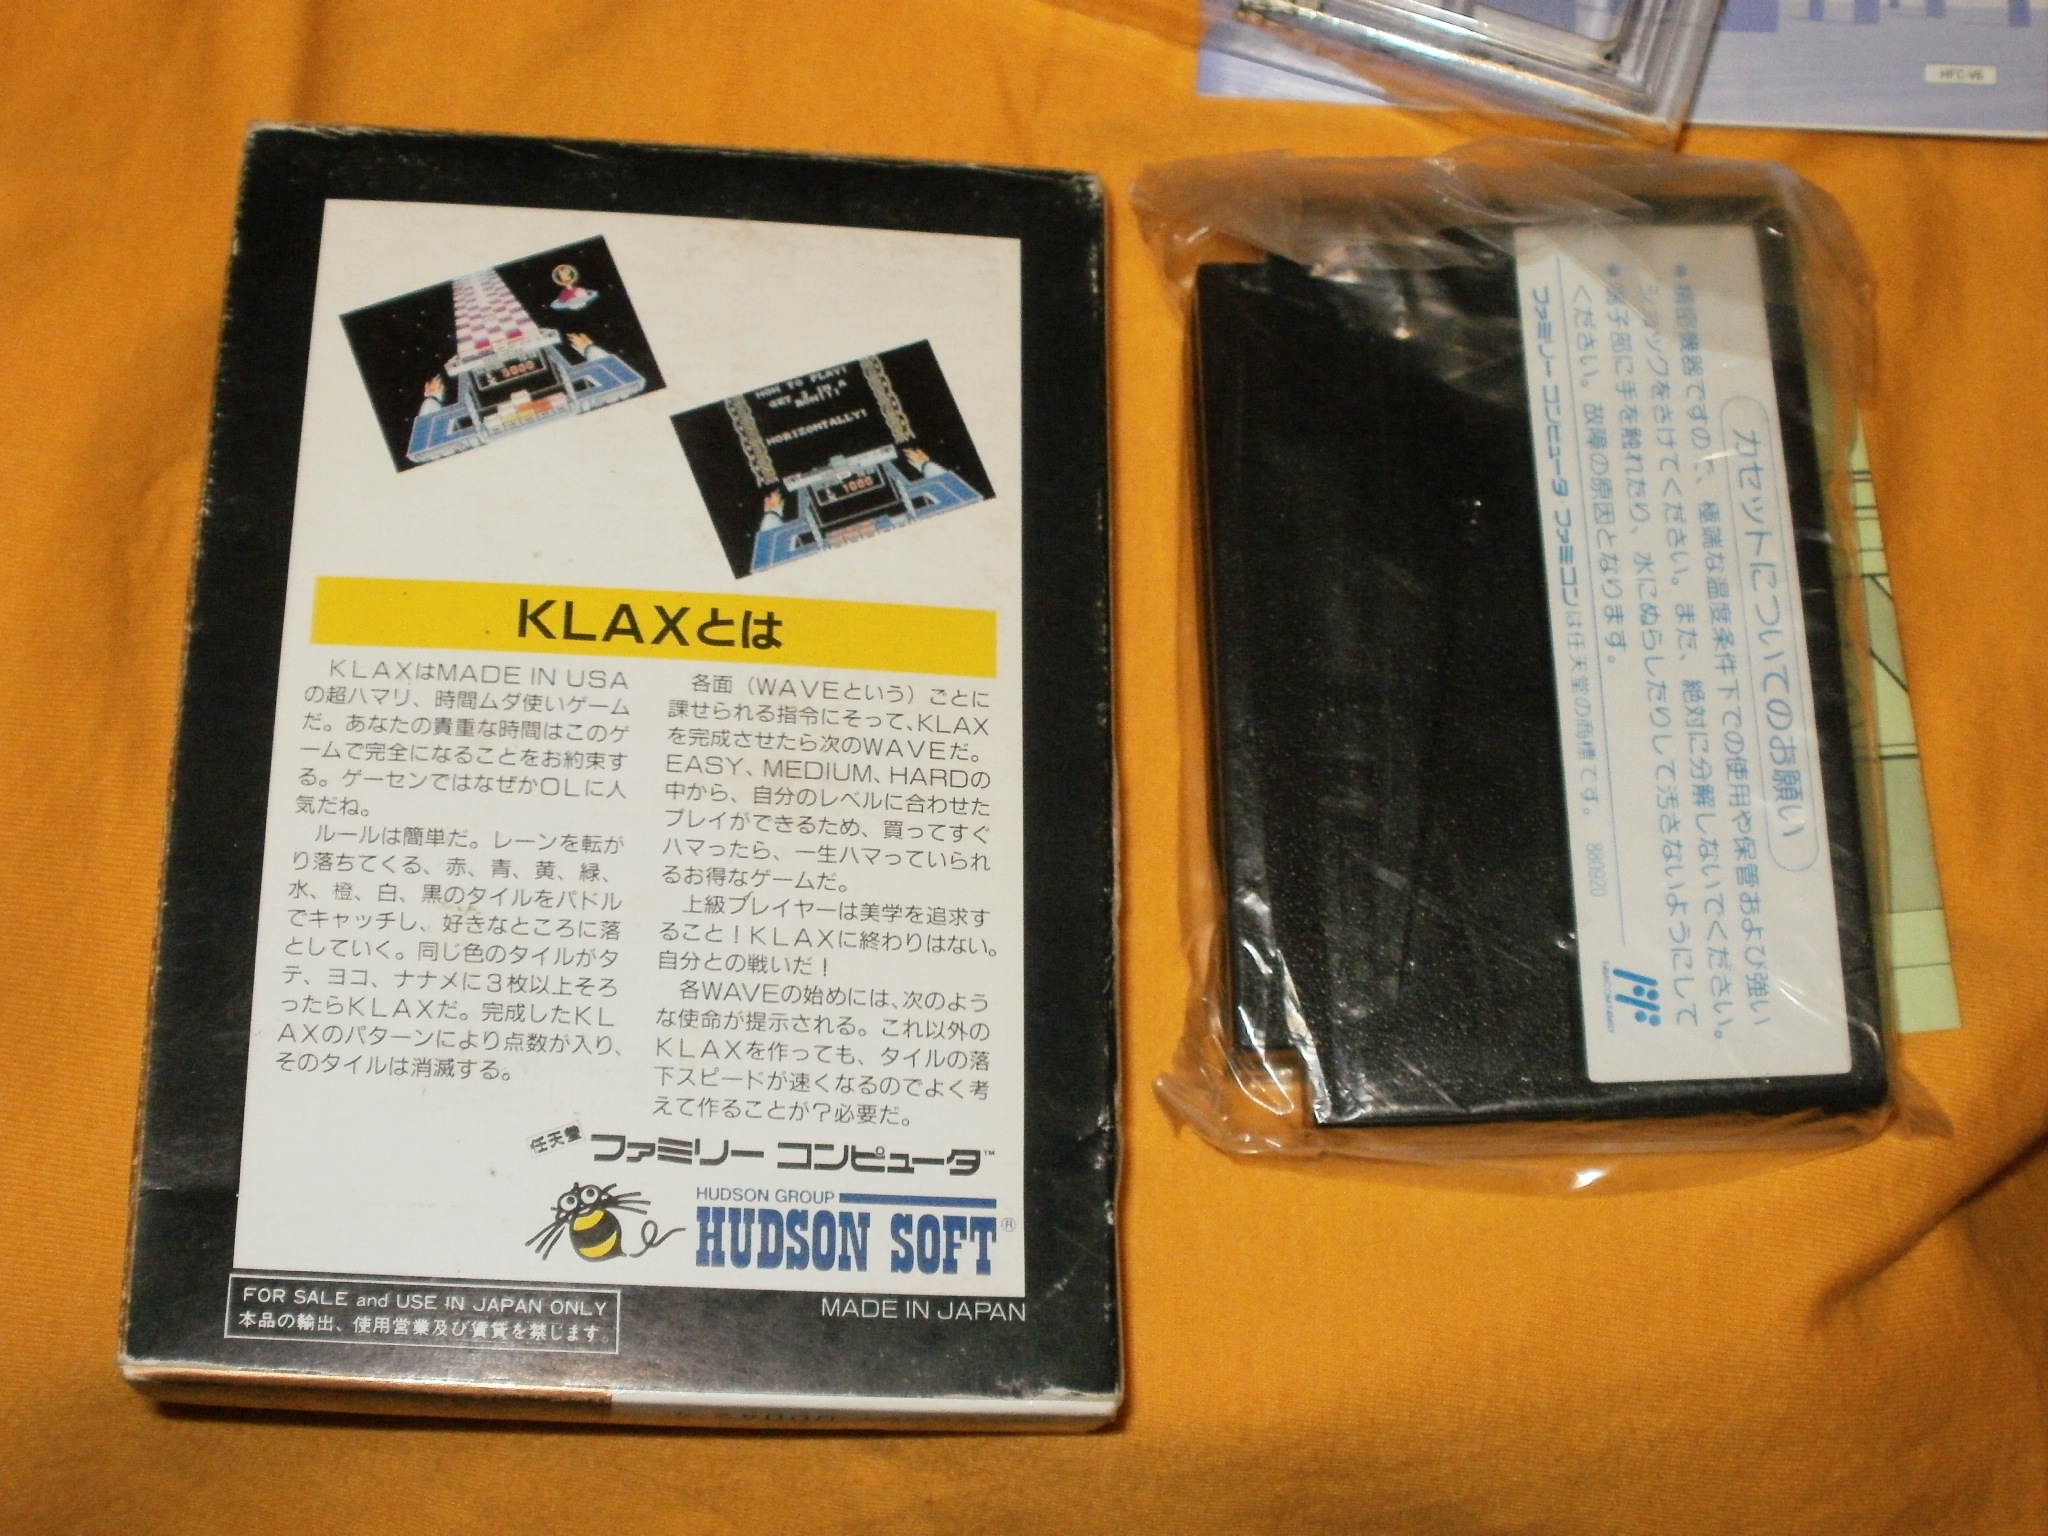 HFC-V6
5000
HOW TO PLAY!
HORIZONTALLY!
1000
KLAXとは
KLAXはMADE IN USA
の超ハマリ、時間ムダ使いゲーム
だ。あなたの貴重な時間はこのゲ
ームで完全になることをお約束す
る。ゲーセンではなぜかOLに人
気だね。
ルールは簡単だ。レーンを転が
り落ちてくる、赤、青、黄、緑、
水、橙、白、黒のタイルをパドル
でキャッチし、好きなところに落
としていく。同じ色のタイルがタ
テ、ヨコ、ナナメに3枚以上そろ
ったらKLAXだ。完成したKL
AXのパターンにより点数が入り、
そのタイルは消滅する。
各面（WAVEという）ごとに
課せられる指令にそって、KLAX
を完成させたら次のWAVEだ。
EASY、MEDIUM、HARDの
中から、自分のレベルに合わせた
プレイができるため、買ってすぐ
ハマったら、一生ハマっていられ
るお得なゲームだ。
上級プレイヤーは美学を追求す
ること！KLAXに終わりはない。
自分との戦いだ！
各WAVEの始めには、次のよう
な使命が提示される。これ以外の
KLAXを作っても、タイルの落
下スピードが速くなるのでよく考
えて作ることが？必要だ。
任天堂 ファミリー コンピュータ™
HUDSON GROUP
HUDSON SOFT®
FOR SALE and USE IN JAPAN ONLY
本品の輸出、使用営業及び賃貸を禁じます。
MADE IN JAPAN
カセットについてのお願い
●精密機器ですので、極端な温度条件下での使用や保管および強い
ショックをさけてください。また、絶対に分解しないでください。
●端子部に手を触れたり、水にぬらしたりして汚さないようにして
ください。故障の原因となります。
ファミリー コンピュータ ファミコンは任天堂の商標です。
880920